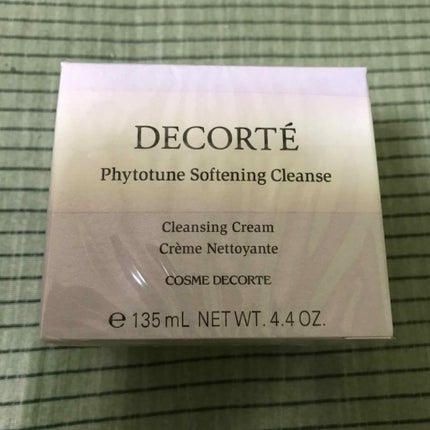 DECORTÉ
Phytotune Softening Cleanse
Cleansing Cream
Crème Nettoyante
COSME DECORTE
℮ 135 mL NET WT. 4.4 OZ.